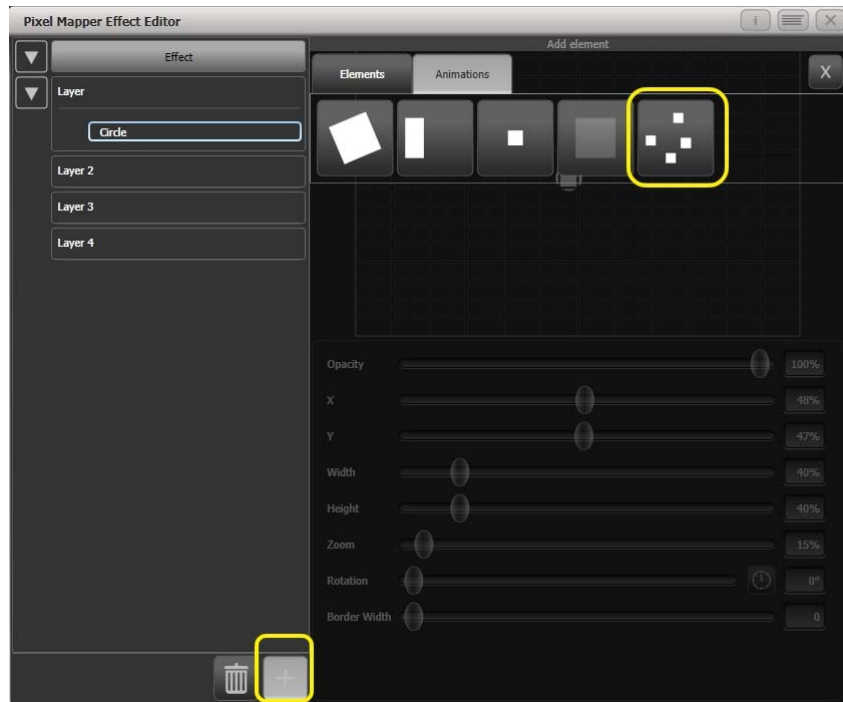 Pixel Mapper Effect Editor
i
X
Effect
Add element
Layer
Elements
Animations
X
Circle
Layer 2
Layer 3
Layer 4
Opacity
100%
X
48%
Y
47%
Width
40%
Height
40%
Zoom
15%
Rotation
0°
Border Width
0